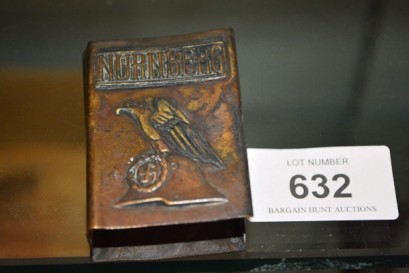 NÜRNBERG
LOT NUMBER
632
BARGAIN HUNT AUCTIONS